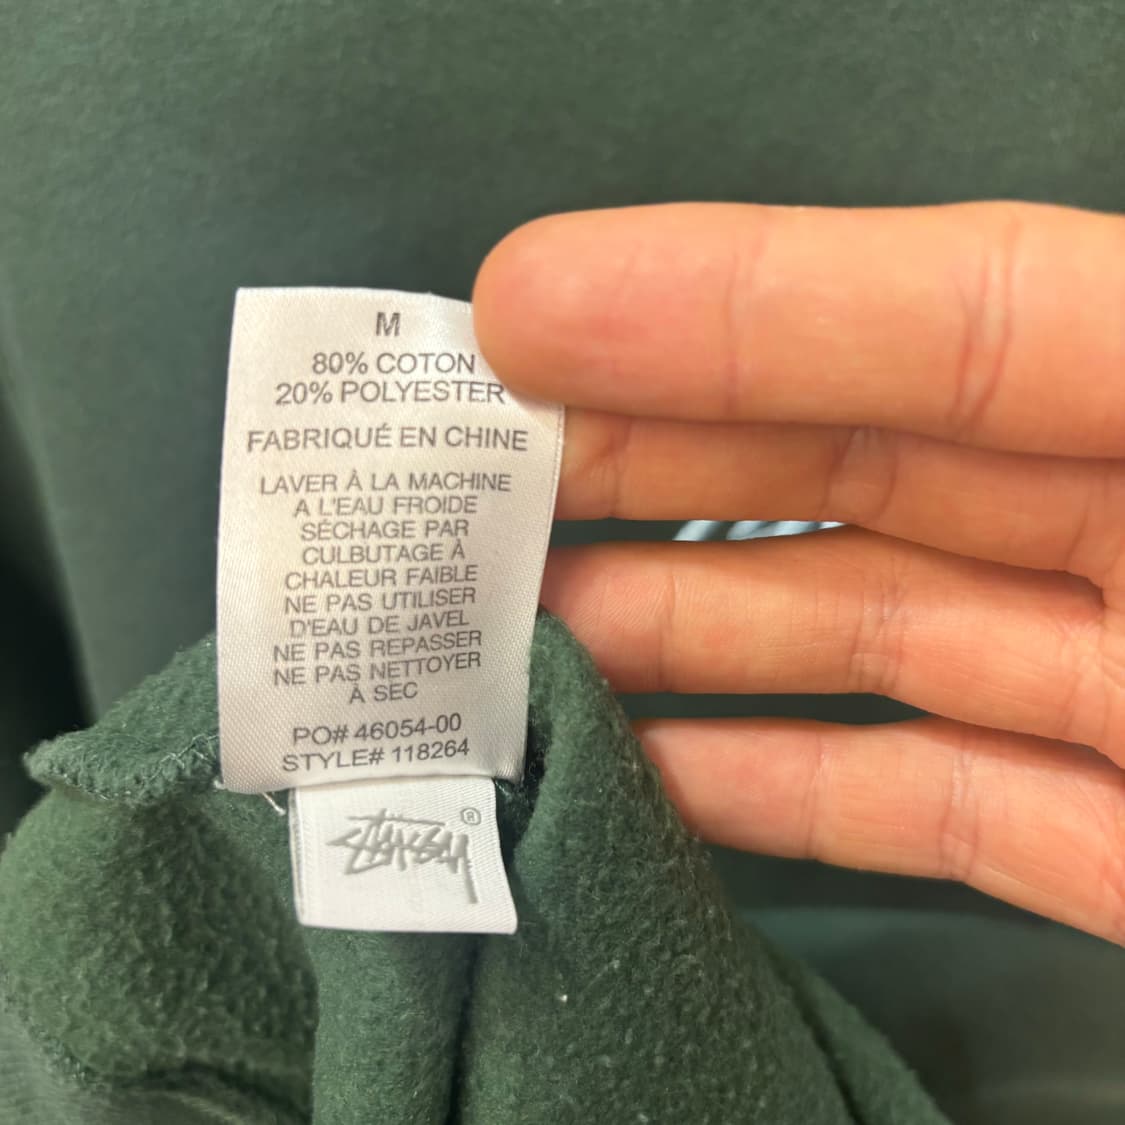 M
80% COTON
20% POLYESTER
FABRIQUÉ EN CHINE
LAVER À LA MACHINE
A L'EAU FROIDE
SÉCHAGE PAR
CULBUTAGE À
CHALEUR FAIBLE
NE PAS UTILISER
D'EAU DE JAVEL
NE PAS REPASSER
NE PAS NETTOYER
À SEC
PO# 46054-00
STYLE# 118264
STÜSSY ®